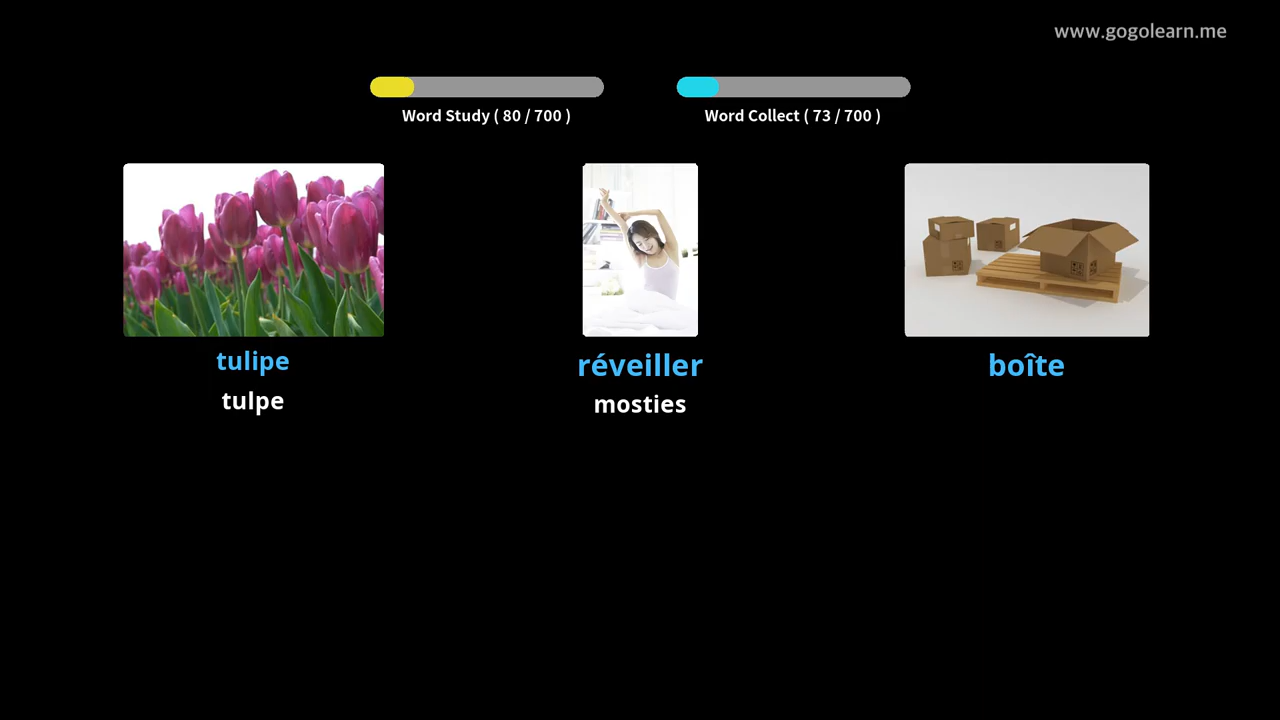 www.gogolearn.me
Word Study ( 80 / 700 )
Word Collect ( 73 / 700 )
tulipe
tulpe
réveiller
mosties
boîte